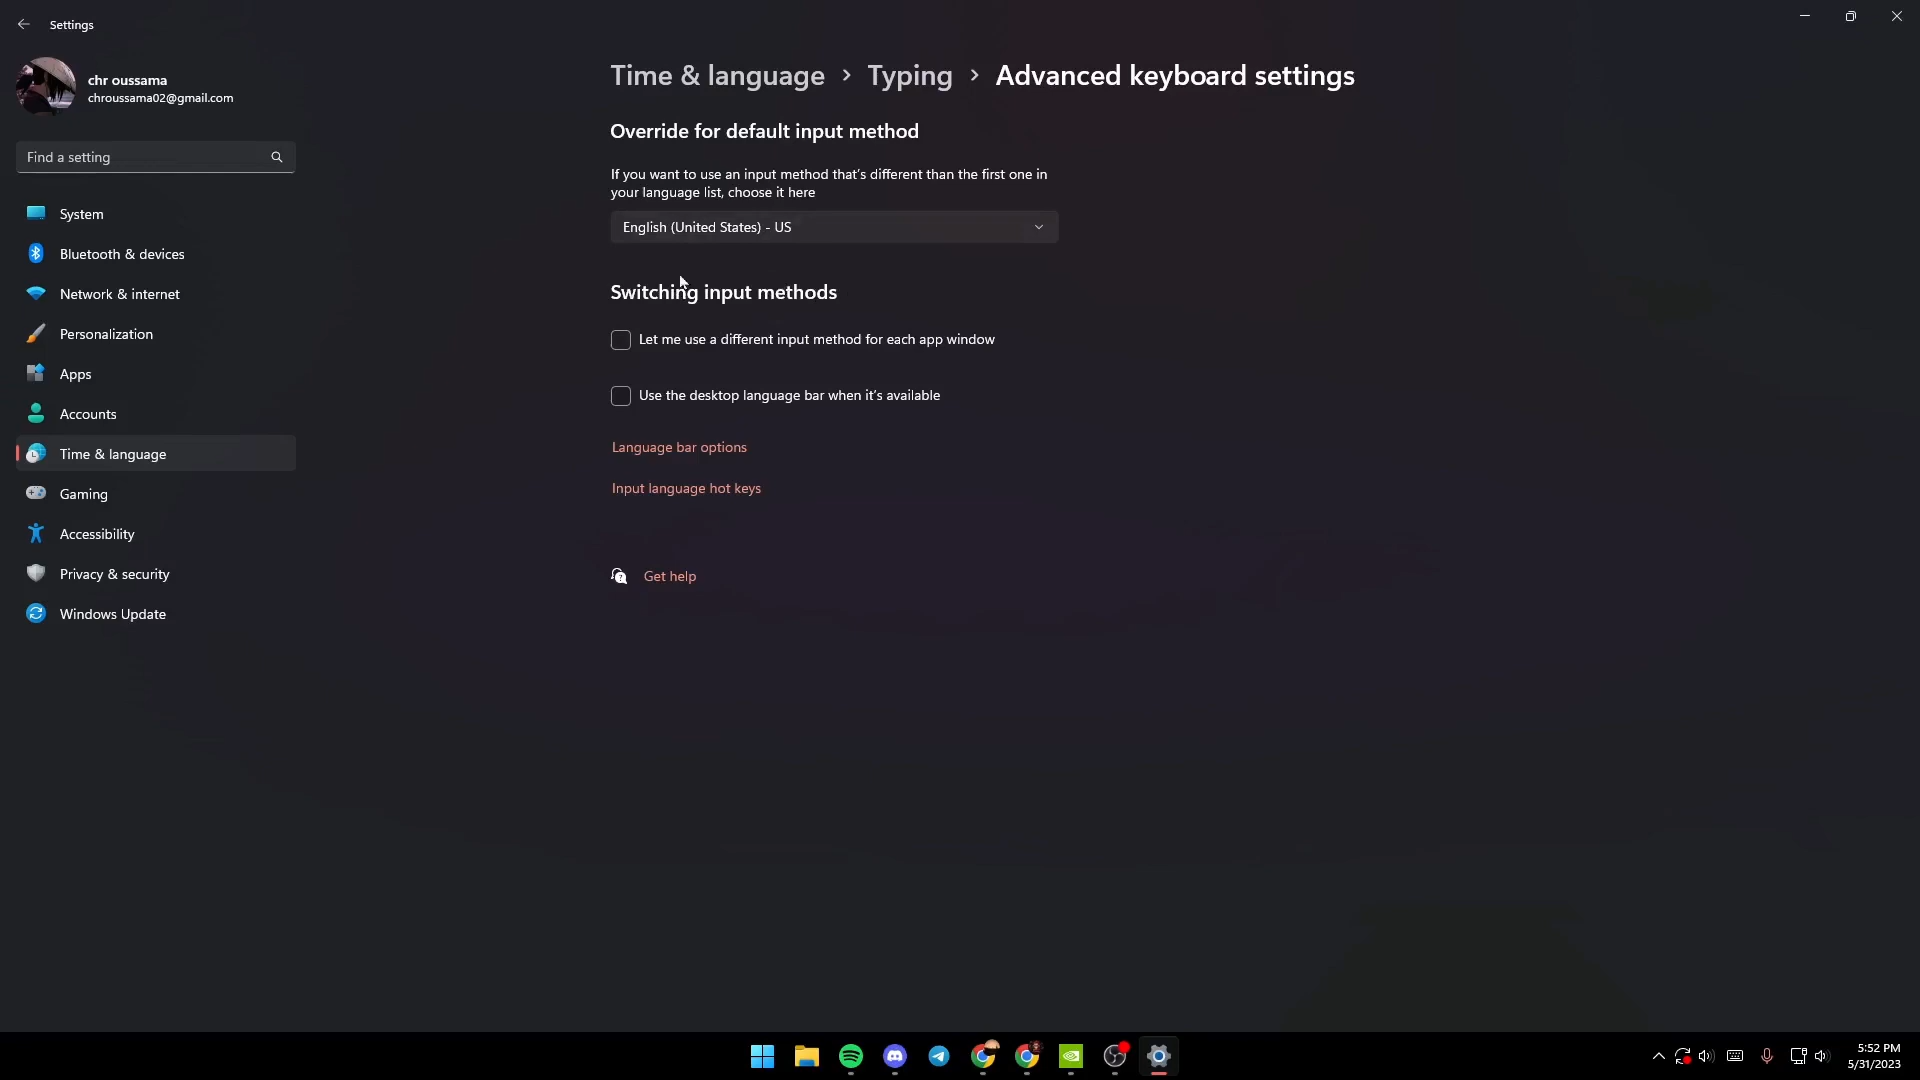 Settings
chr oussama
chroussama02@gmail.com
Find a setting
System
Bluetooth & devices
Network & internet
Personalization
Apps
Accounts
Time & language
Gaming
Accessibility
Privacy & security
Windows Update
Time & language > Typing > Advanced keyboard settings
Override for default input method
If you want to use an input method that's different than the first one in
your language list, choose it here
English (United States) - US
Switching input methods
Let me use a different input method for each app window
Use the desktop language bar when it's available
Language bar options
Input language hot keys
Get help
5:52 PM
5/31/2023